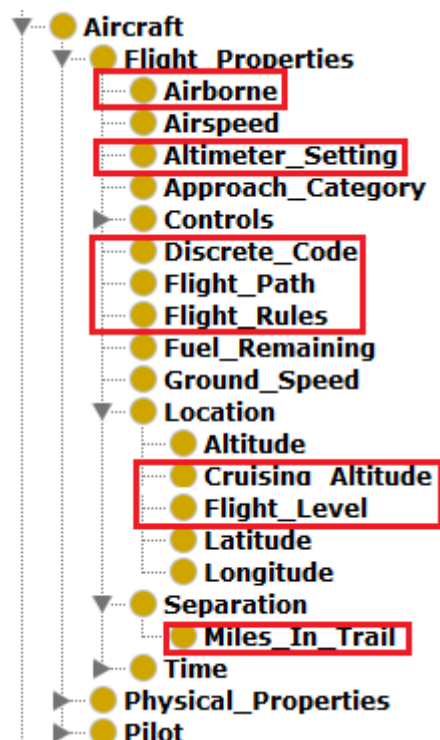 Aircraft
Flight_Properties
Airborne
Airspeed
Altimeter_Setting
Approach_Category
Controls
Discrete_Code
Flight_Path
Flight_Rules
Fuel_Remaining
Ground_Speed
Location
Altitude
Cruising_Altitude
Flight_Level
Latitude
Longitude
Separation
Miles_In_Trail
Time
Physical_Properties
Pilot